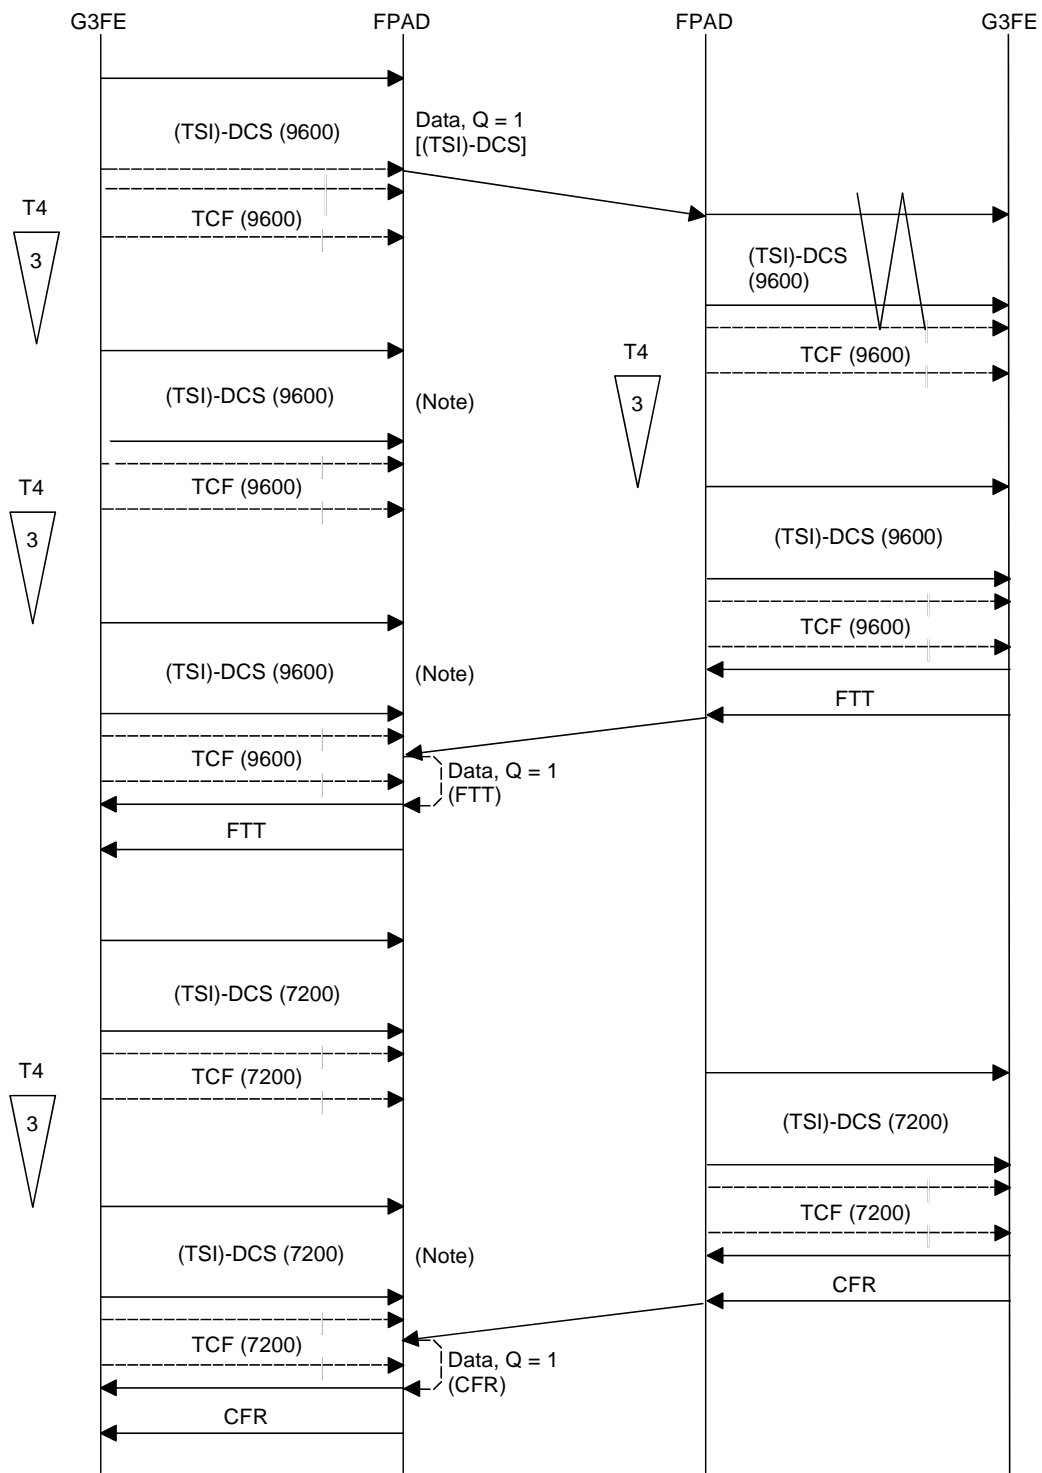 G3FE
FPAD
FPAD
G3FE
(TSI)-DCS (9600)
Data, Q = 1
[(TSI)-DCS]
T4
3
TCF (9600)
(TSI)-DCS
(9600)
TCF (9600)
T4
3
(TSI)-DCS (9600)
(Note)
T4
3
TCF (9600)
(TSI)-DCS (9600)
TCF (9600)
(TSI)-DCS (9600)
(Note)
FTT
TCF (9600)
Data, Q = 1
(FTT)
FTT
(TSI)-DCS (7200)
T4
3
TCF (7200)
(TSI)-DCS (7200)
TCF (7200)
(TSI)-DCS (7200)
(Note)
CFR
TCF (7200)
Data, Q = 1
(CFR)
CFR